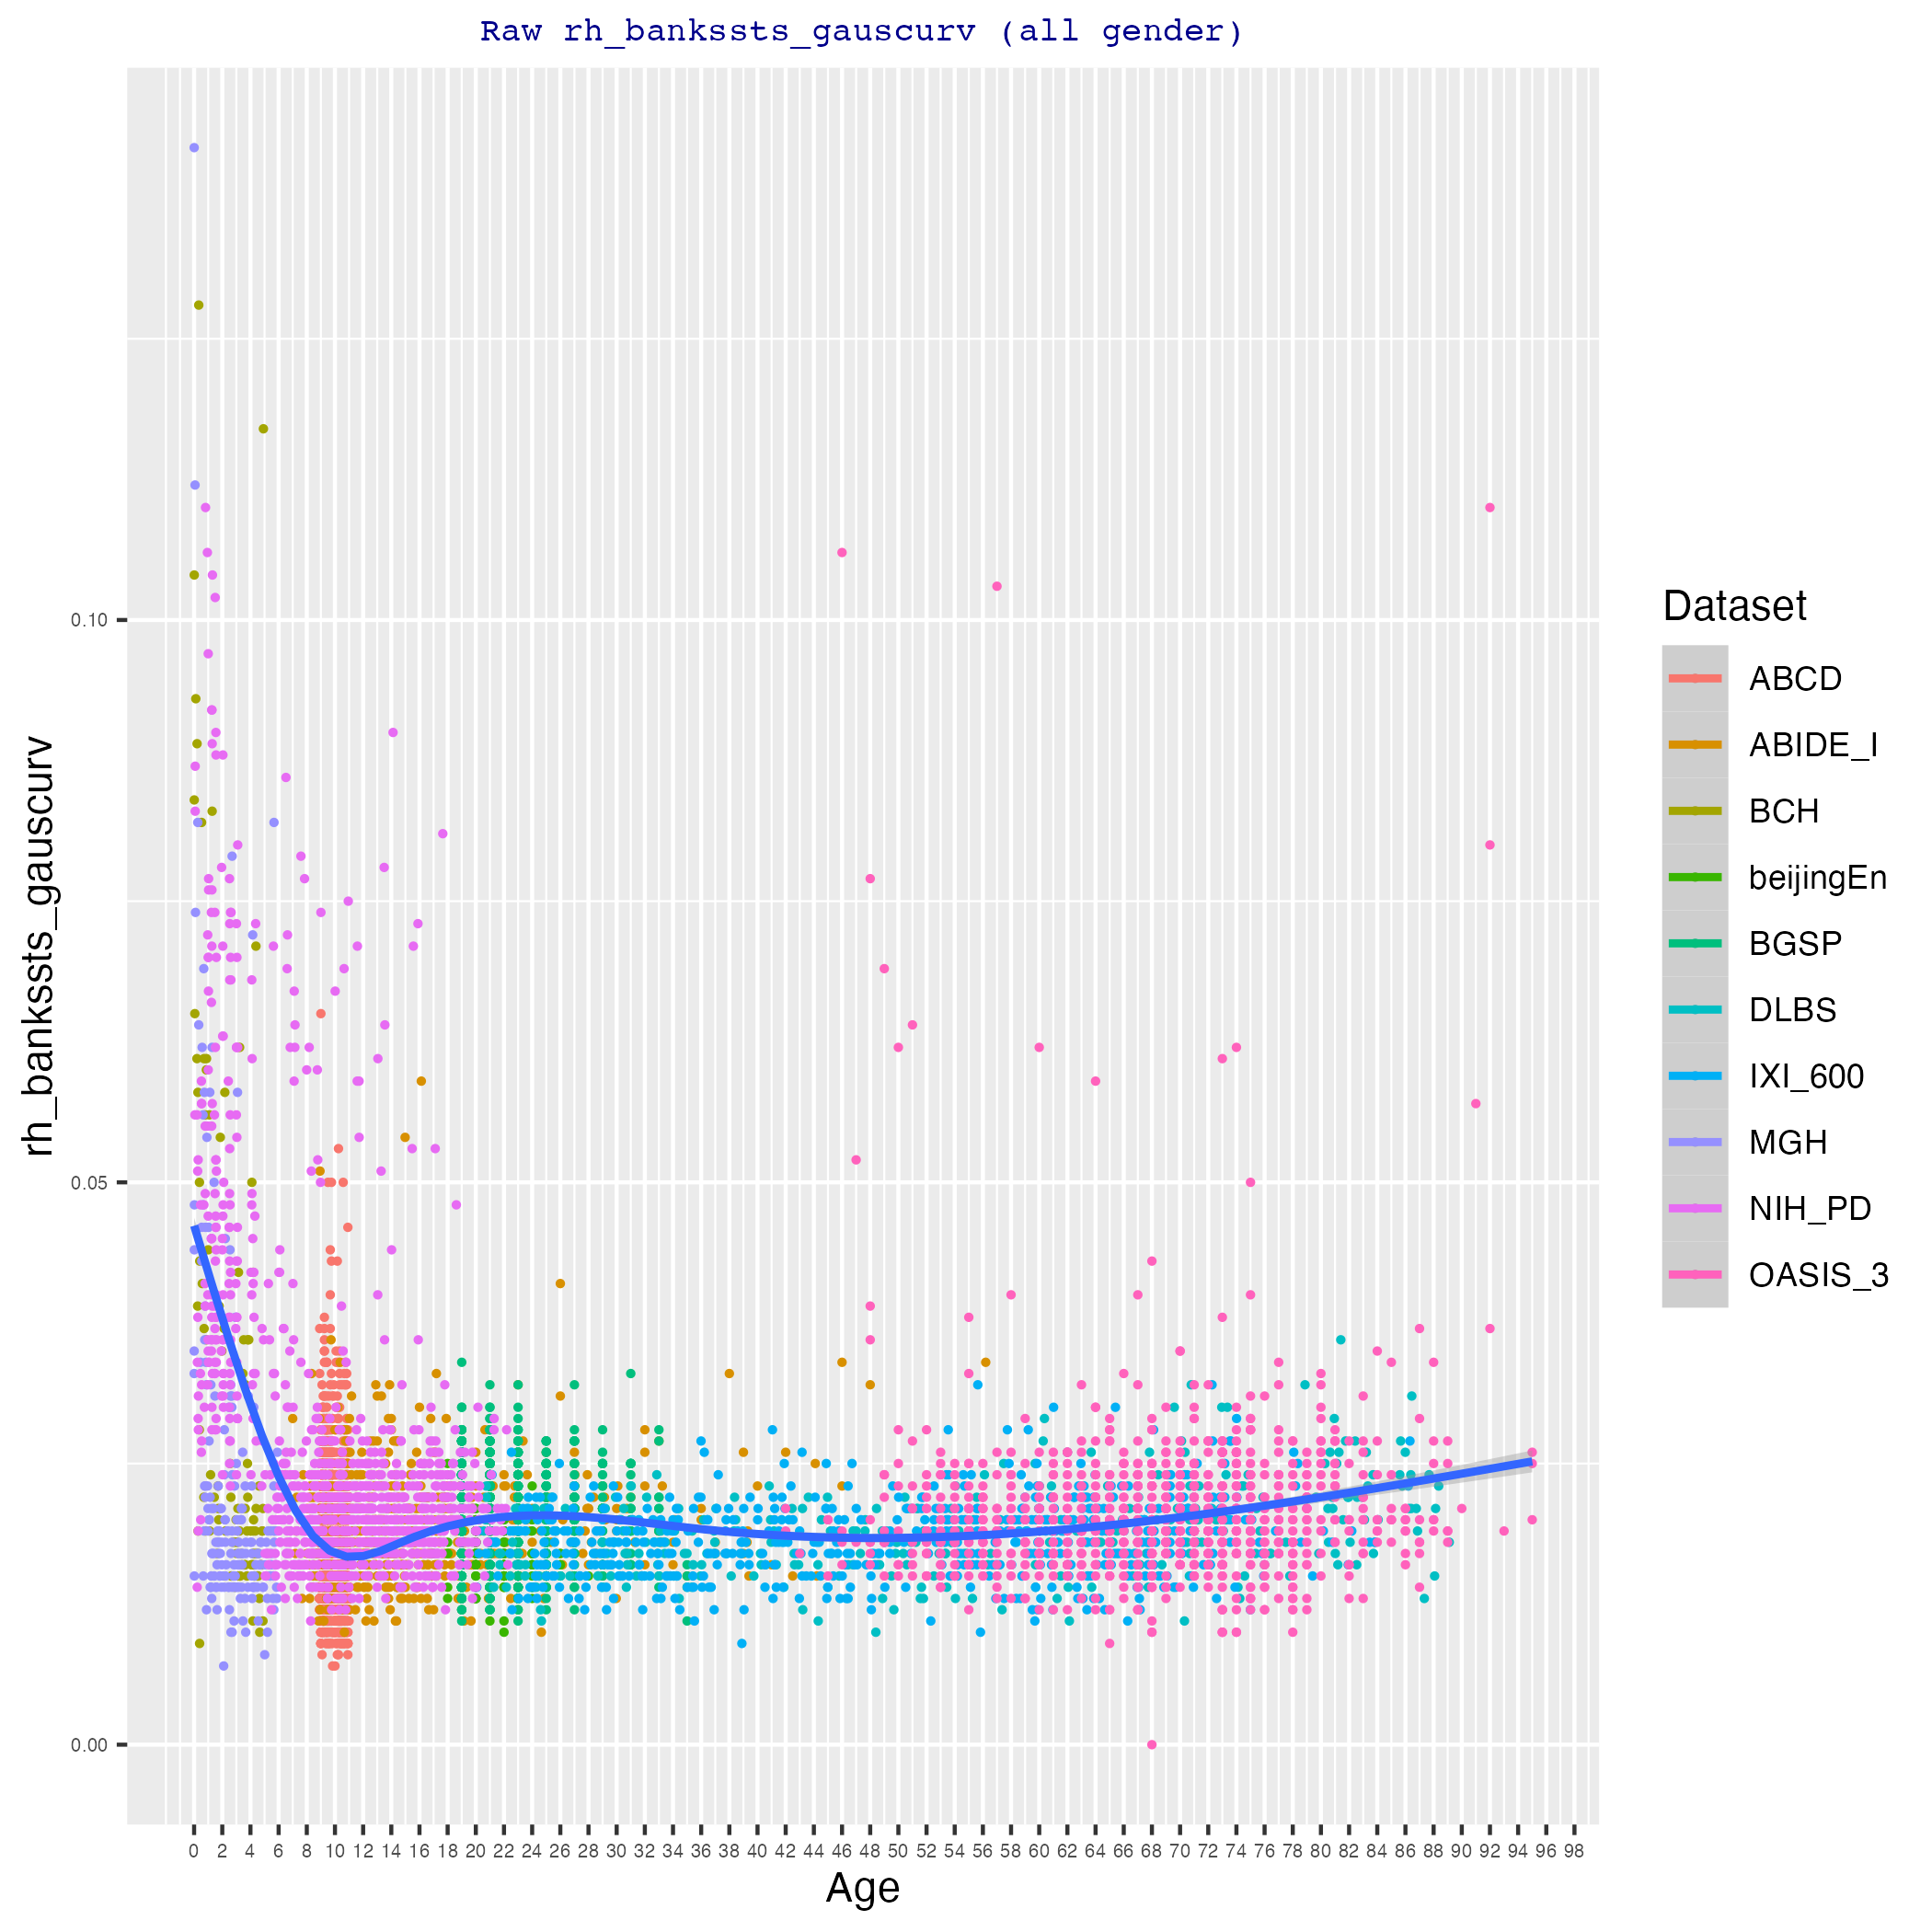 Raw rh_bankssts_gauscurv (all gender)
rh_bankssts_gauscurv
0.10
0.05
0.00
0 2 4 6 8 10 12 14 16 18 20 22 24 26 28 30 32 34 36 38 40 42 44 46 48 50 52 54 56 58 60 62 64 66 68 70 72 74 76 78 80 82 84 86 88 90 92 94 96 98
Age
Dataset
ABCD
ABIDE_I
BCH
beijingEn
BGSP
DLBS
IXI_600
MGH
NIH_PD
OASIS_3